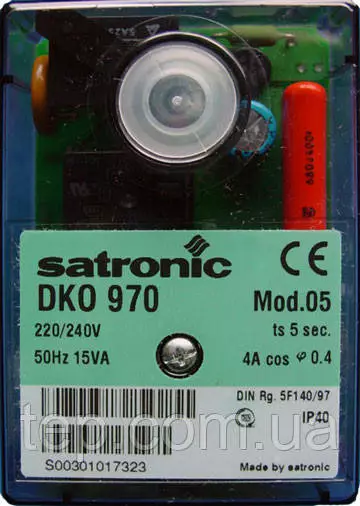 satronic CE
DKO 970 Mod.05
220/240V ts 5 sec.
50Hz 15VA 4A cos φ 0.4
DIN Rg. 5F140/97
IP40
S00301017323 Made by satronic
top.com.ua